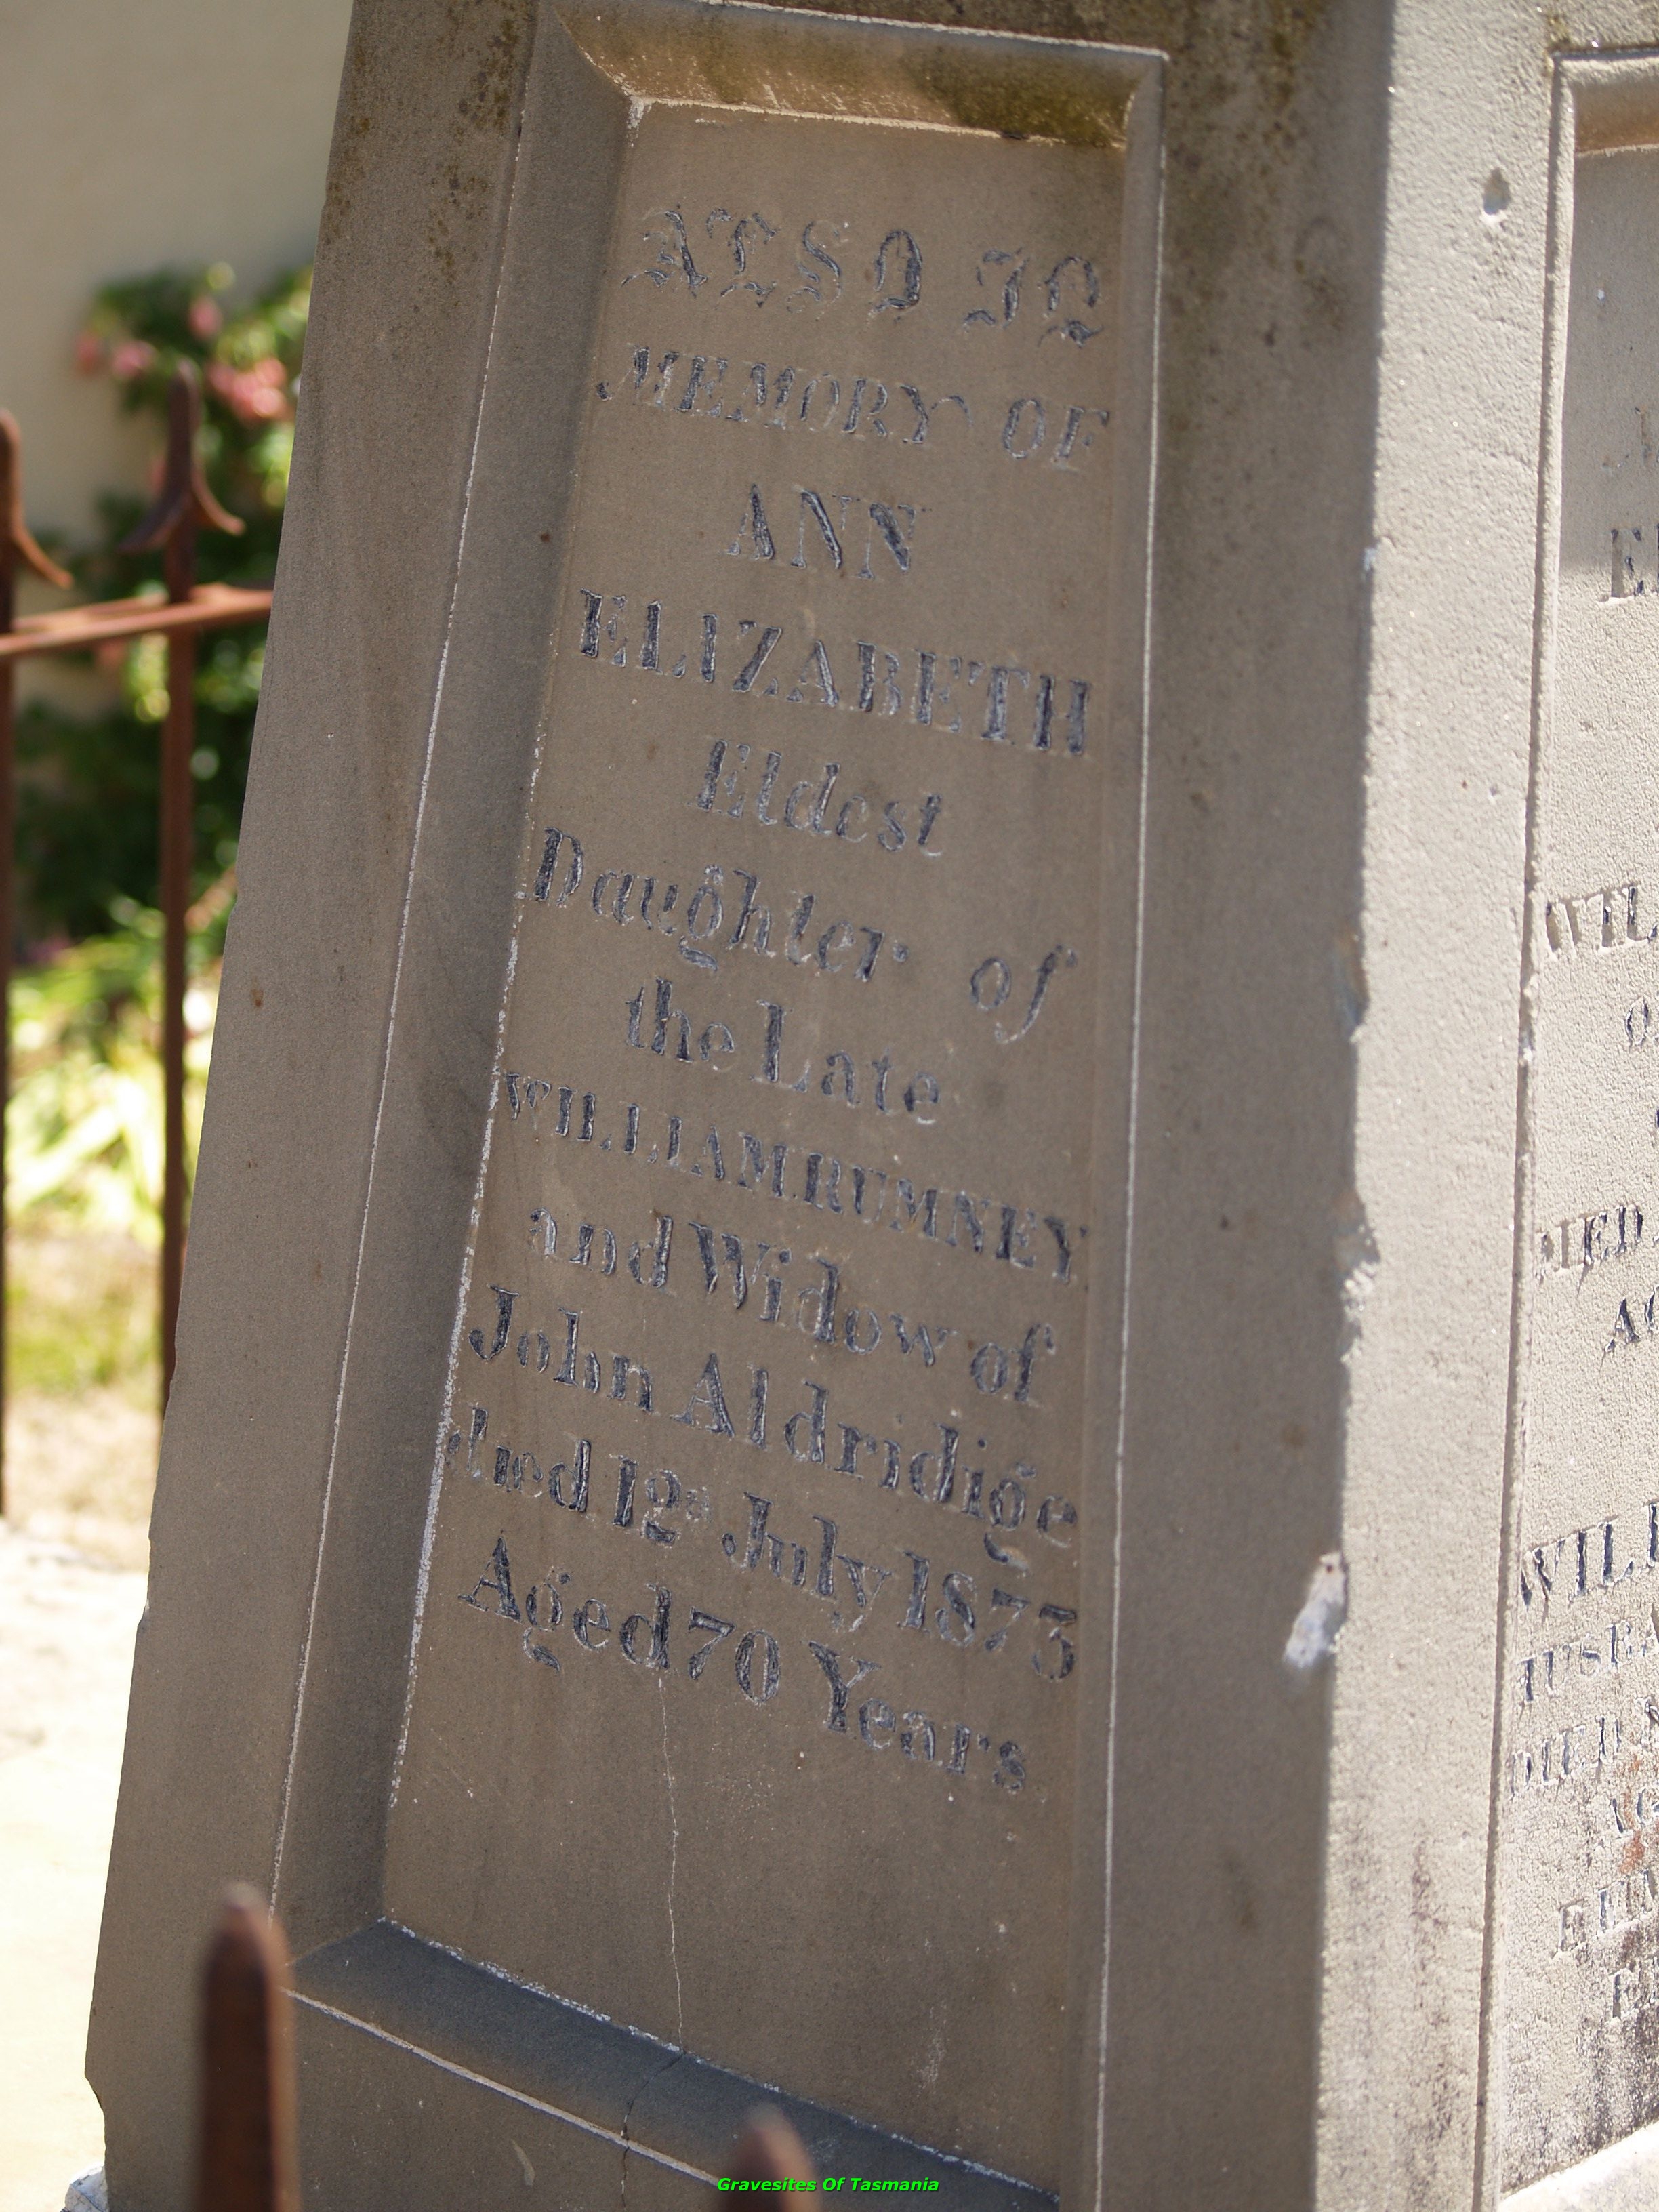 ALSO IN
MEMORY OF
ANN
ELIZABETH
Eldest
Daughter of
the Late
WILLIAM RUMNEY
and Widow of
John Aldridige
died 12 July 1873
Aged 70 Years
Gravesites Of Tasmania